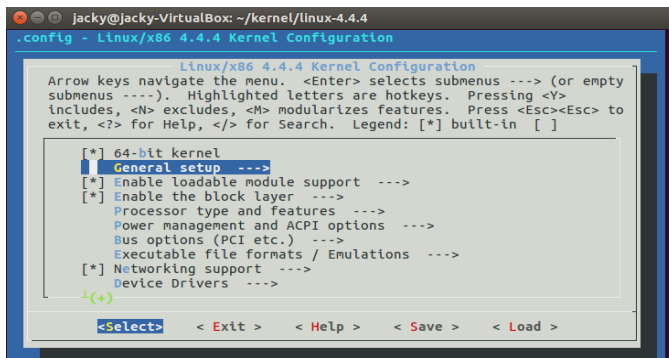 jacky@jacky-VirtualBox: ~/kernel/linux-4.4.4
.config - Linux/x86 4.4.4 Kernel Configuration
Linux/x86 4.4.4 Kernel Configuration
Arrow keys navigate the menu.  <Enter> selects submenus ---> (or empty
submenus ----).  Highlighted letters are hotkeys.  Pressing <Y>
includes, <N> excludes, <M> modularizes features.  Press <Esc><Esc> to
exit, <?> for Help, </> for Search.  Legend: [*] built-in  [ ]
[*] 64-bit kernel
General setup  --->
[*] Enable loadable module support  --->
[*] Enable the block layer  --->
Processor type and features  --->
Power management and ACPI options  --->
Bus options (PCI etc.)  --->
Executable file formats / Emulations  --->
[*] Networking support  --->
Device Drivers  --->
┴(+)
<Select>    < Exit >    < Help >    < Save >    < Load >